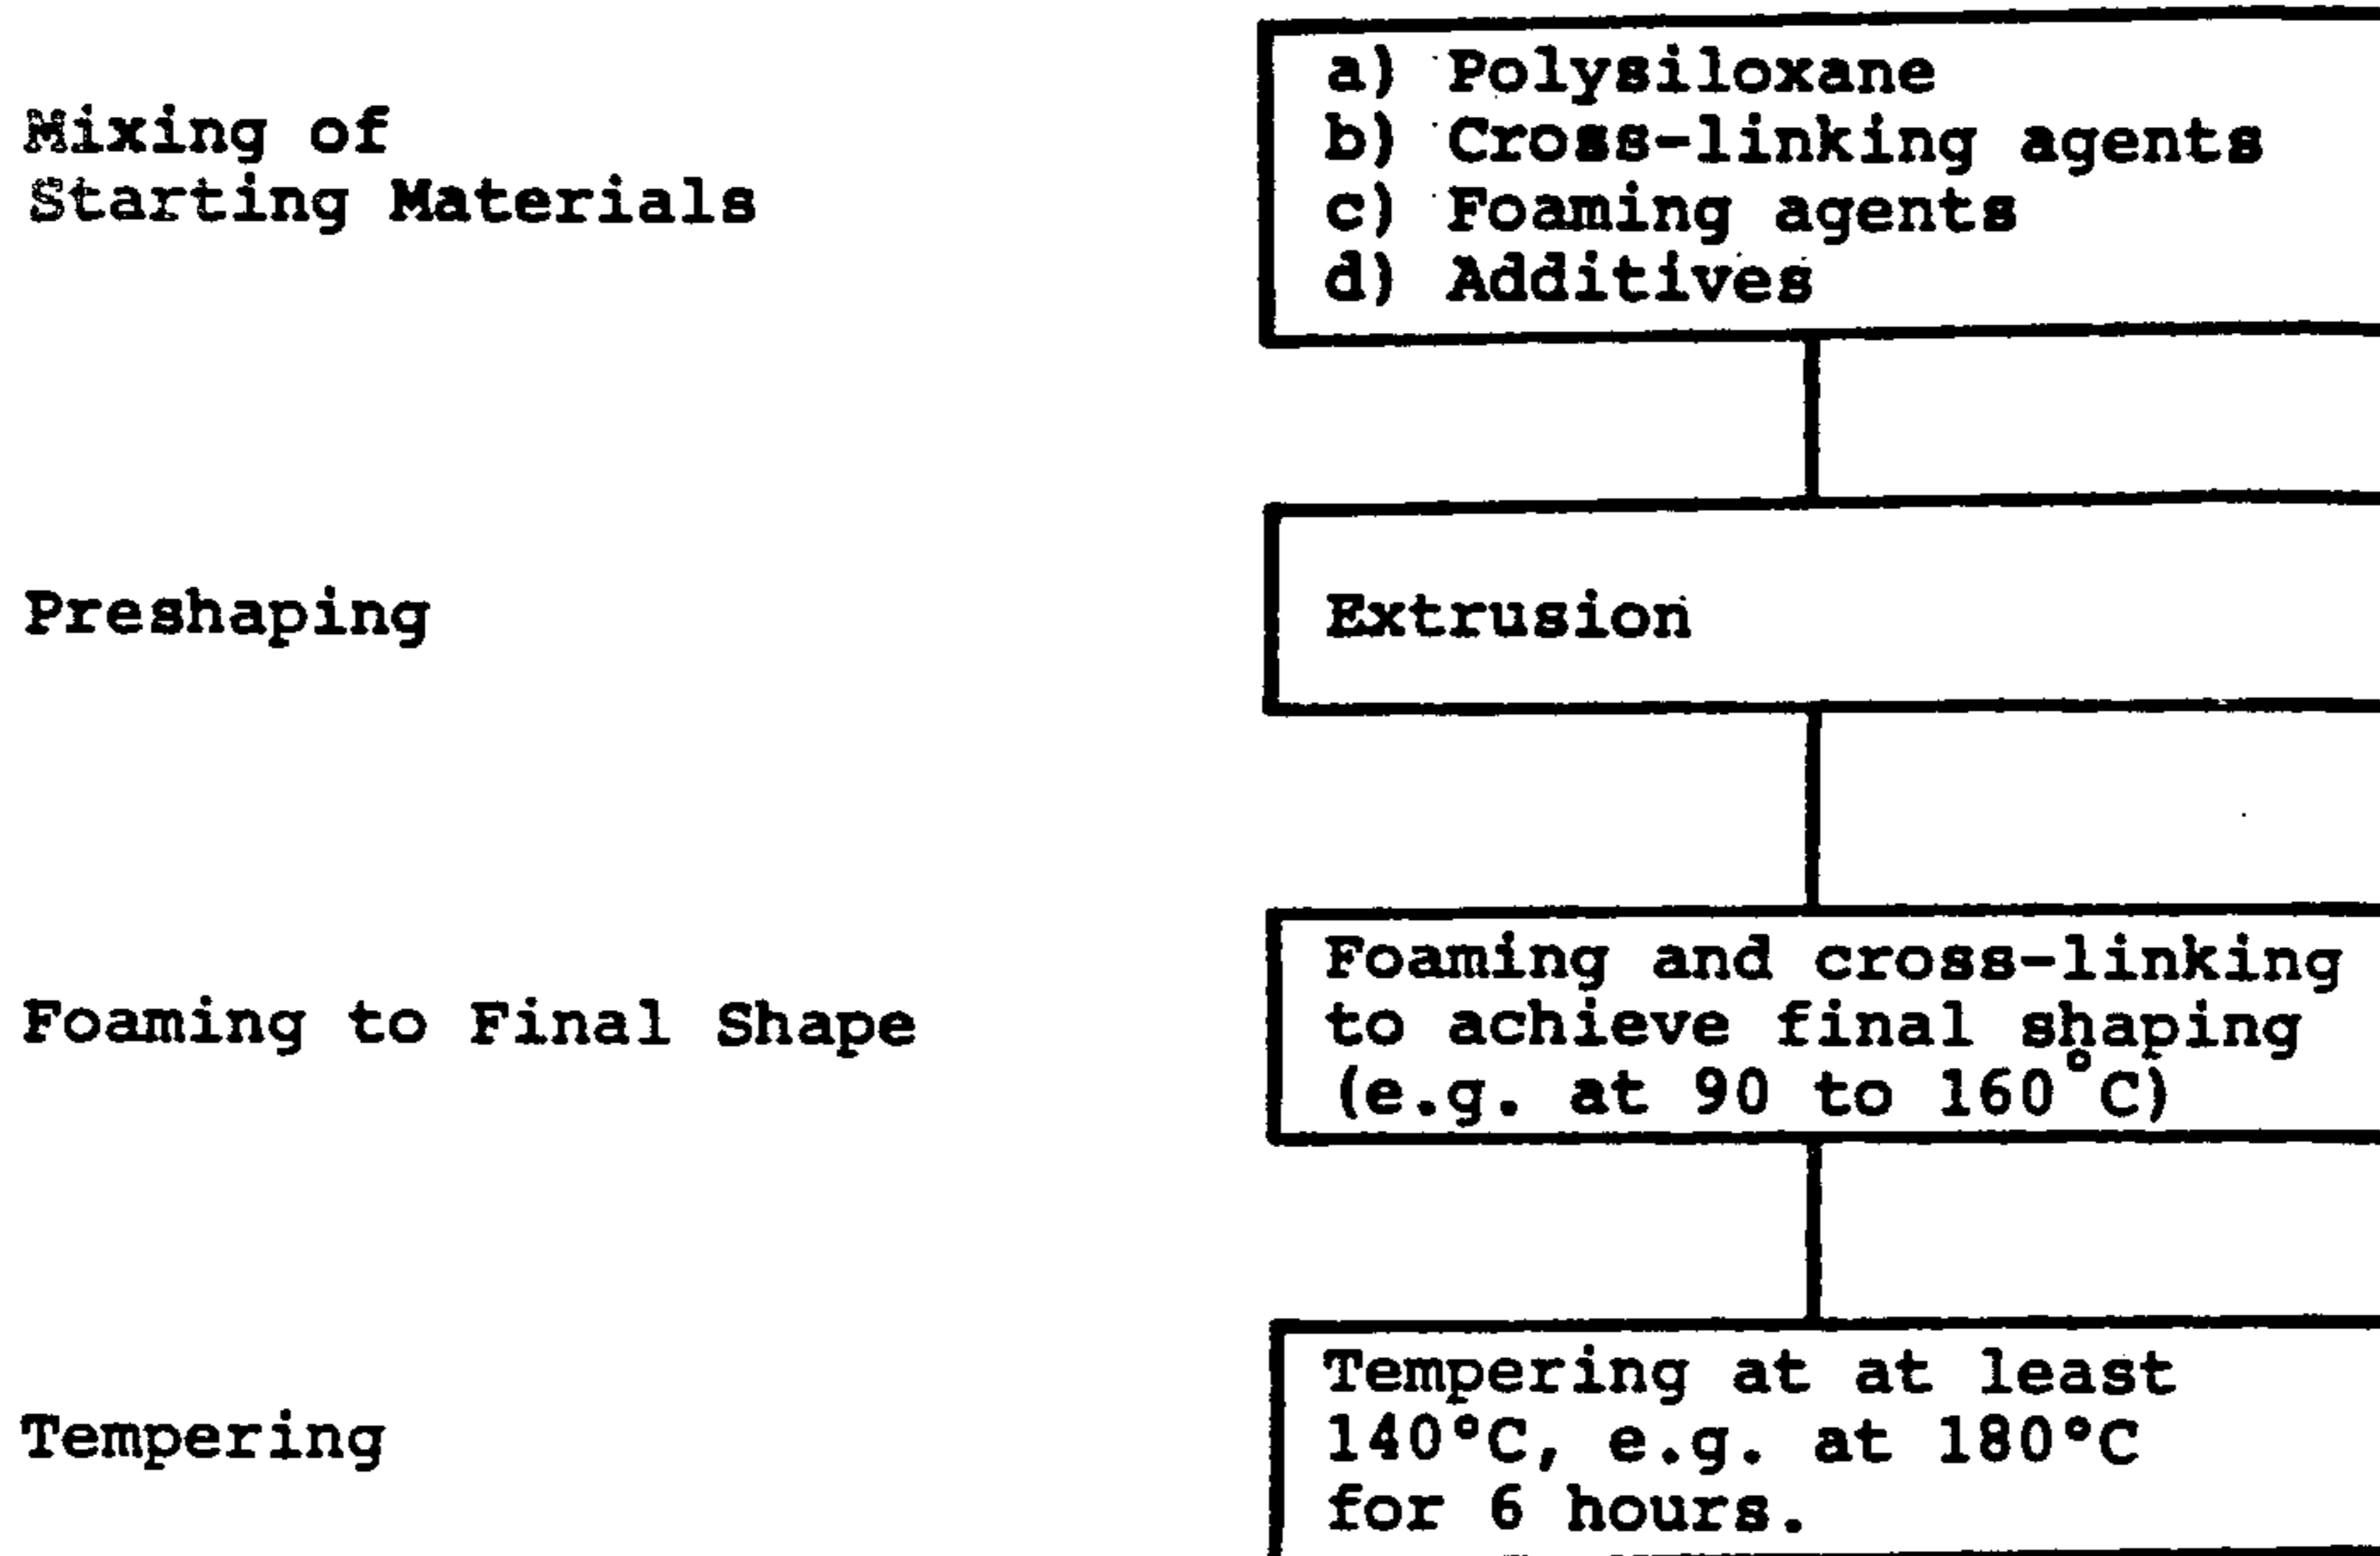 Mixing of
Starting Materials
a) Polysiloxane
b) Cross-linking agents
c) Foaming agents
d) Additives
Preshaping
Extrusion
Foaming to Final Shape
Foaming and cross-linking
to achieve final shaping
(e.g. at 90 to 160°C)
Tempering
Tempering at at least
140°C, e.g. at 180°C
for 6 hours.